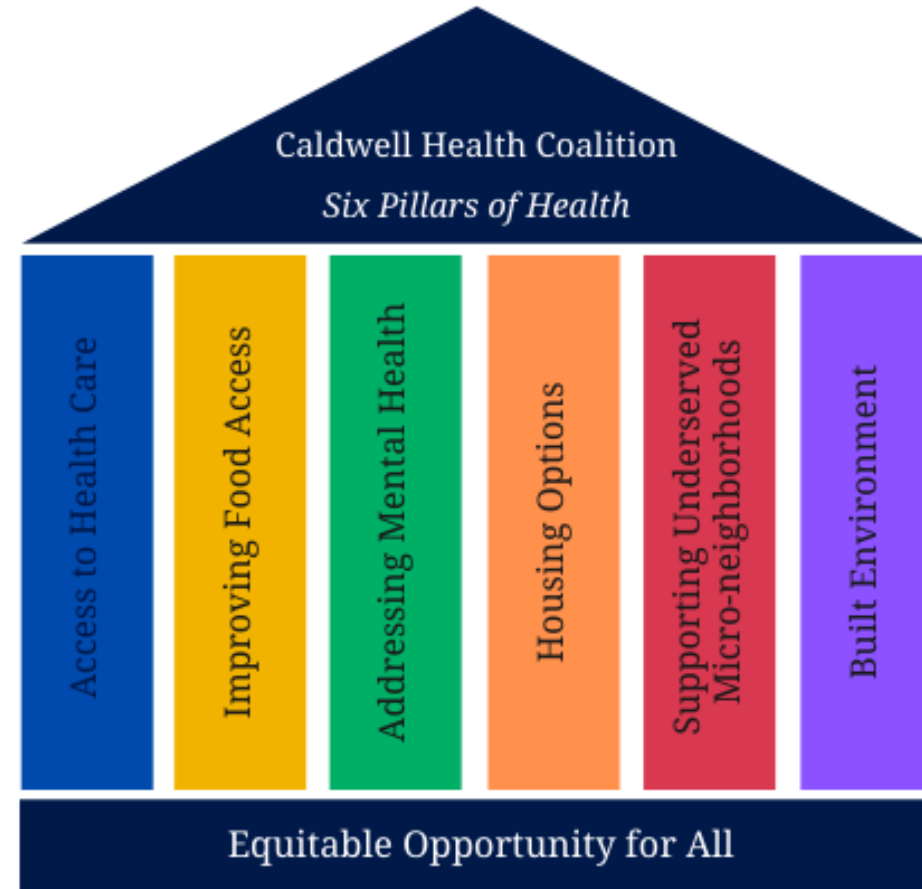 Caldwell Health Coalition
Six Pillars of Health
Access to Health Care
Improving Food Access
Addressing Mental Health
Housing Options
Supporting Underserved
Micro-neighborhoods
Built Environment
Equitable Opportunity for All